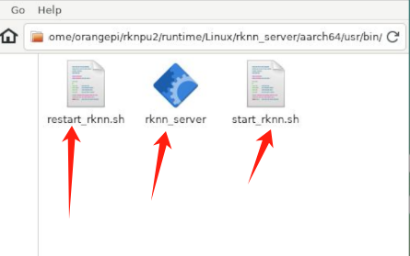 Go Help
ome/orangepi/rknpu2/runtime/Linux/rknn_server/aarch64/usr/bin/
restart_rknn.sh rknn_server start_rknn.sh